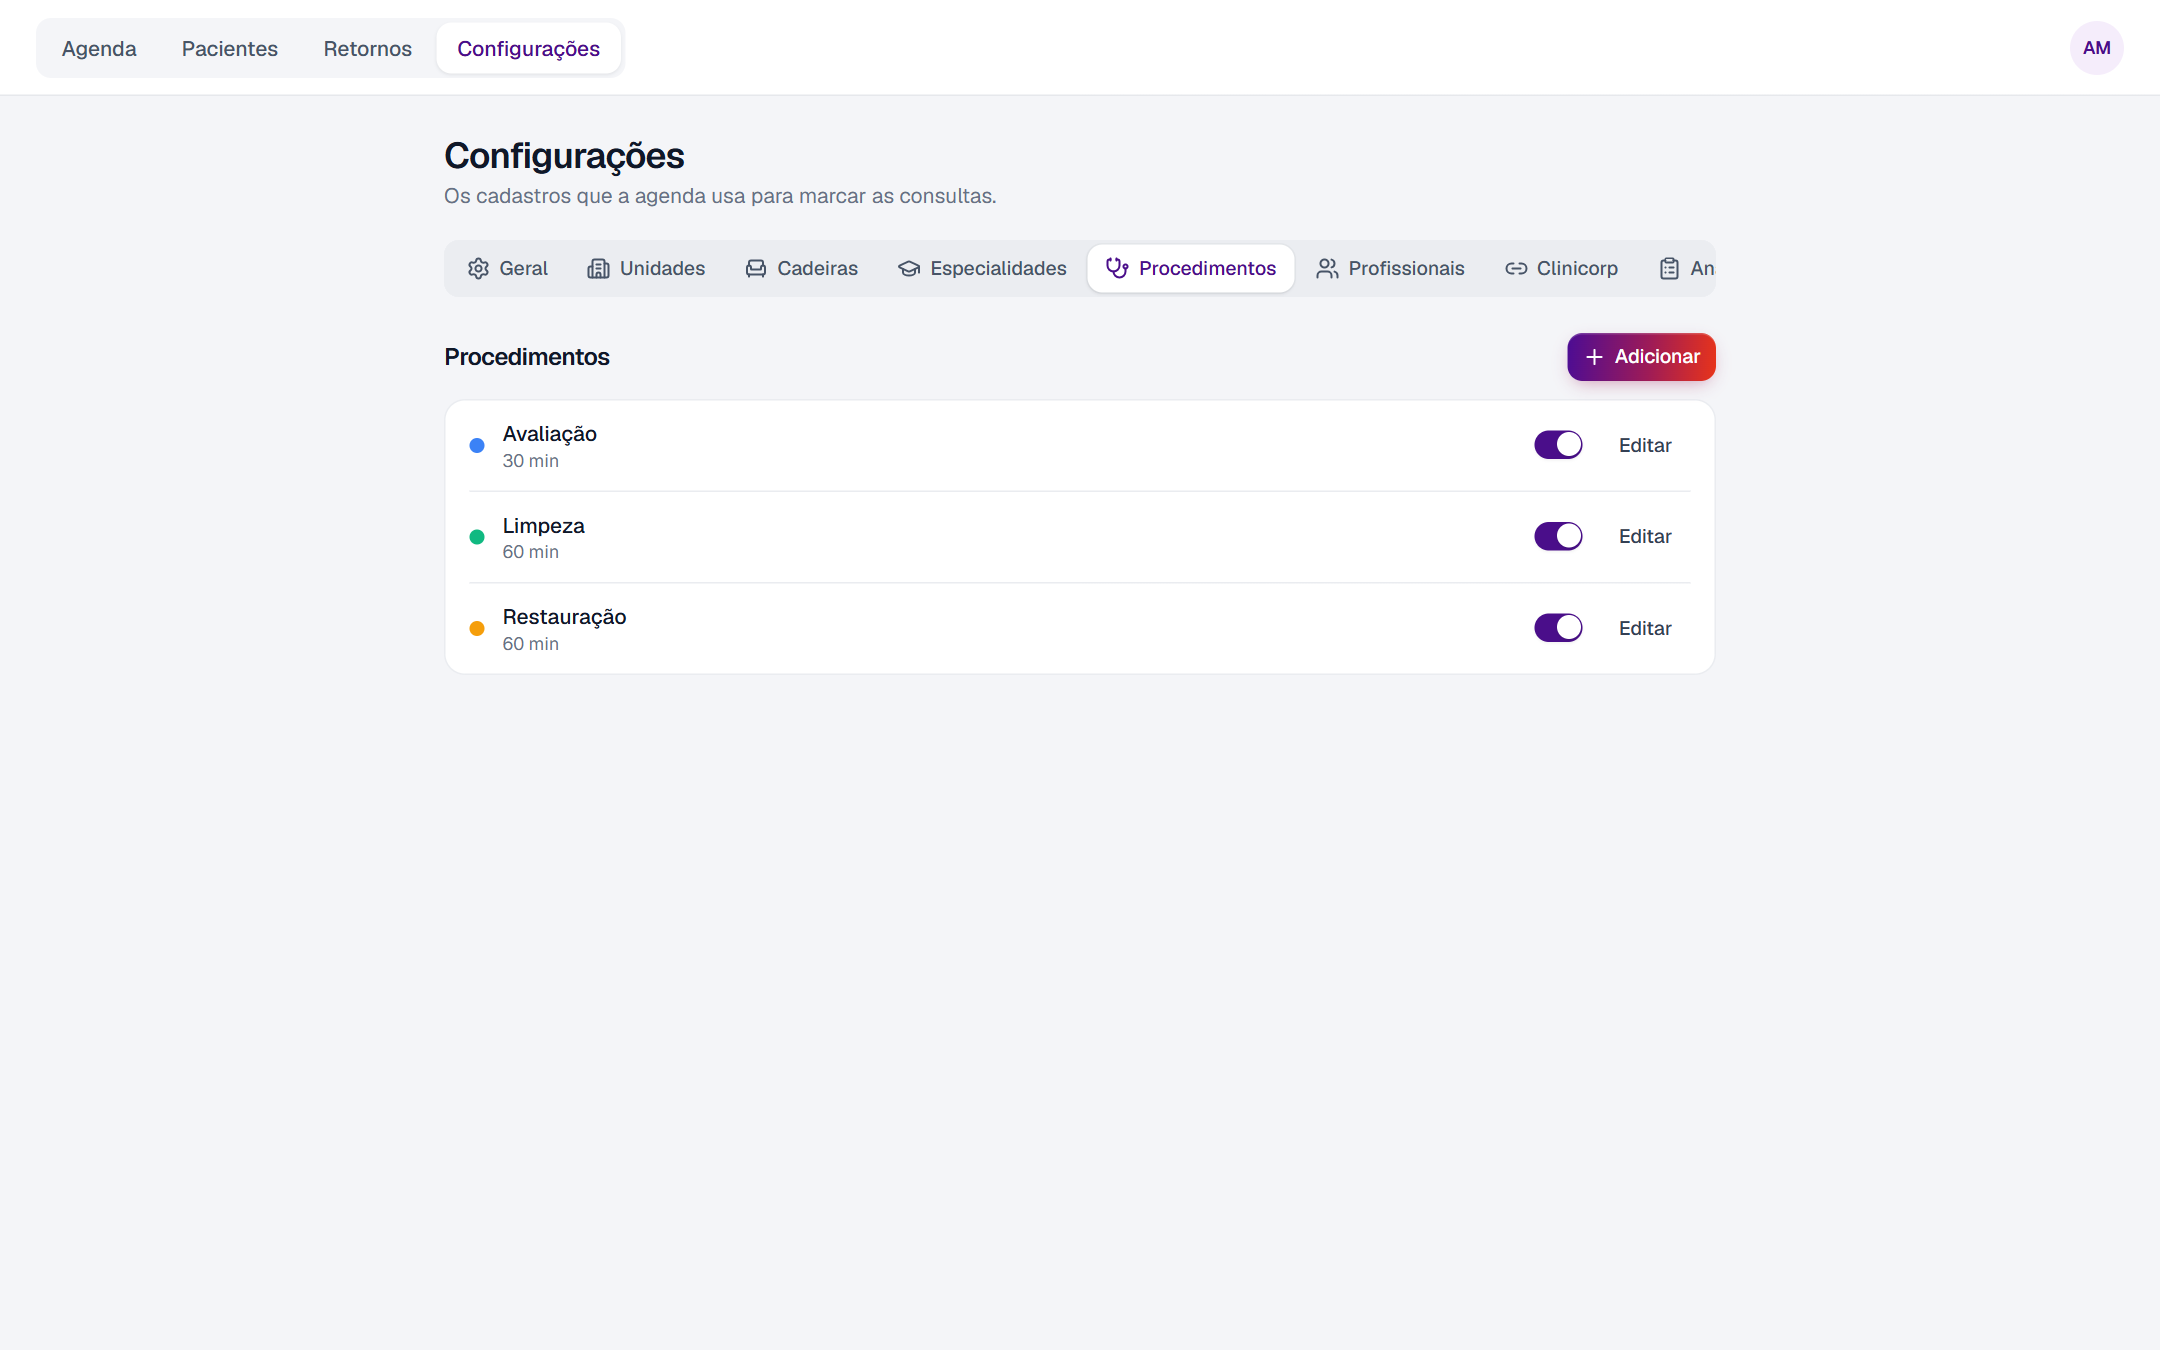 Agenda Pacientes Retornos Configurações AM
Configurações
Os cadastros que a agenda usa para marcar as consultas.
Geral Unidades Cadeiras Especialidades Procedimentos Profissionais Clinicorp An
Procedimentos + Adicionar
Avaliação
30 min
Editar
Limpeza
60 min
Editar
Restauração
60 min
Editar